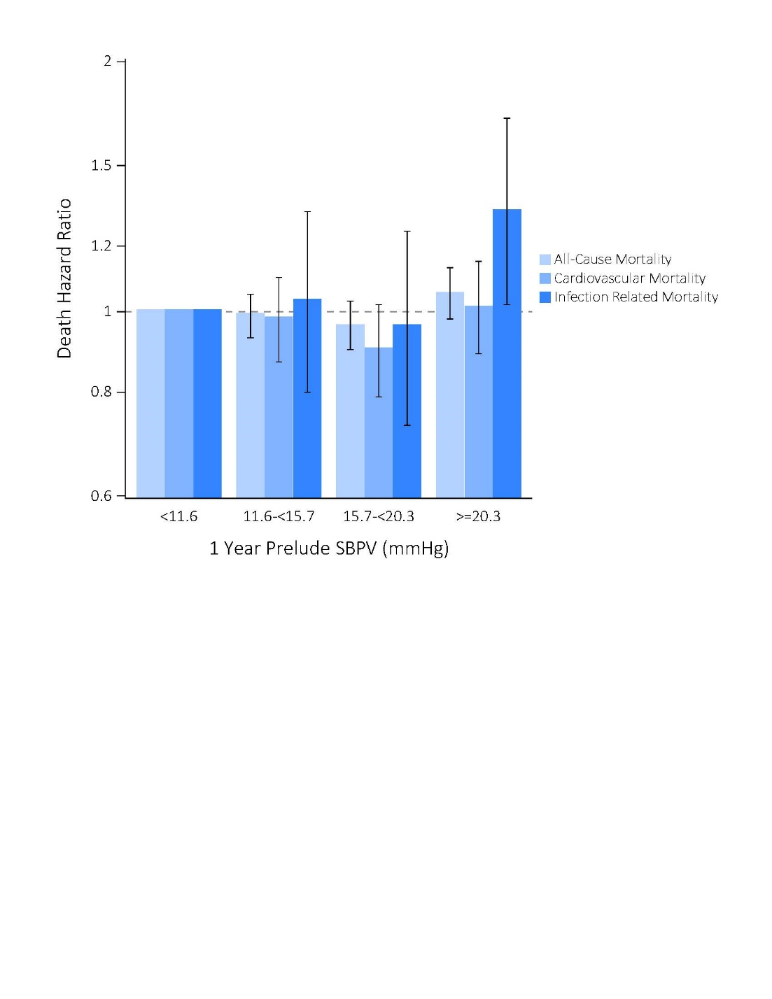 2
1.5
1.2
1
0.8
0.6
Death Hazard Ratio
All-Cause Mortality
Cardiovascular Mortality
Infection Related Mortality
<11.6
11.6-<15.7
15.7-<20.3
>=20.3
1 Year Prelude SBPV (mmHg)